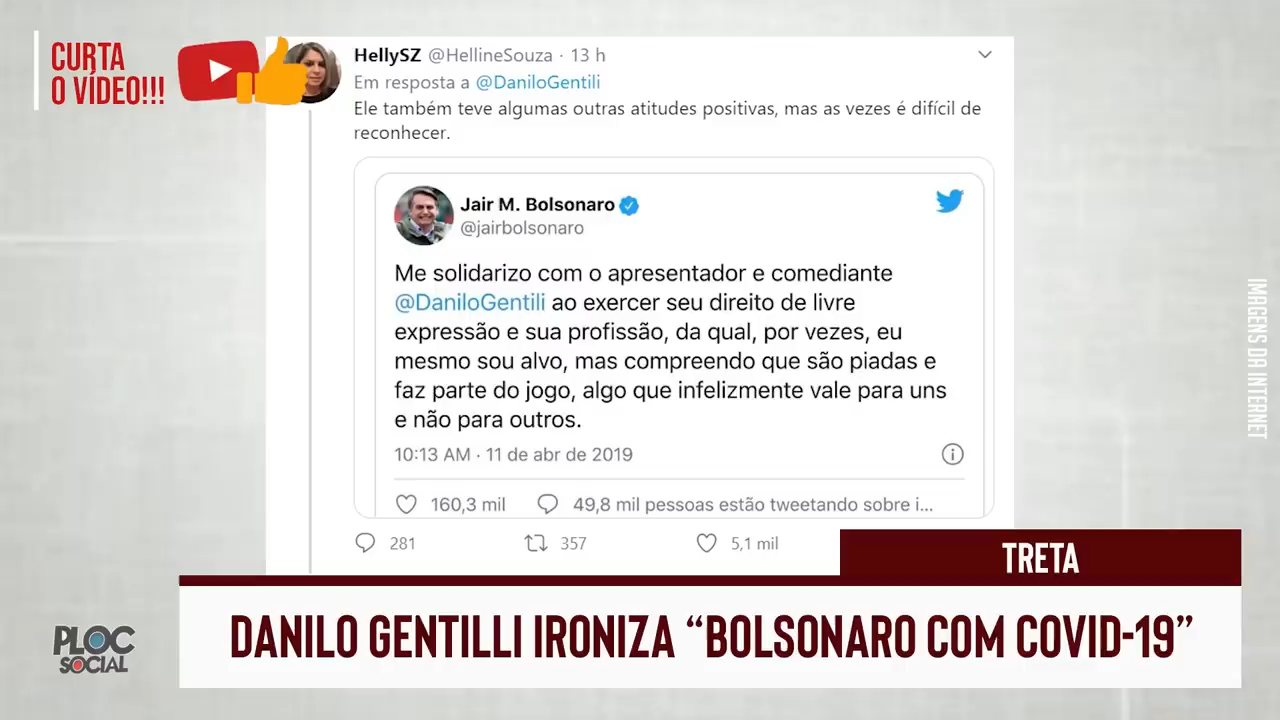 CURTA
O VÍDEO!!!
HellySZ @HellineSouza · 13 h
Em resposta a @DaniloGentili
Ele também teve algumas outras atitudes positivas, mas as vezes é difícil de
reconhecer.
Jair M. Bolsonaro
@jairbolsonaro
Me solidarizo com o apresentador e comediante
@DaniloGentili ao exercer seu direito de livre
expressão e sua profissão, da qual, por vezes, eu
mesmo sou alvo, mas compreendo que são piadas e
faz parte do jogo, algo que infelizmente vale para uns
e não para outros.
10:13 AM · 11 de abr de 2019
160,3 mil 49,8 mil pessoas estão tweetando sobre i...
281 357 5,1 mil
IMAGENS DA INTERNET
TRETA
DANILO GENTILLI IRONIZA “BOLSONARO COM COVID-19”
PLOC
SOCIAL